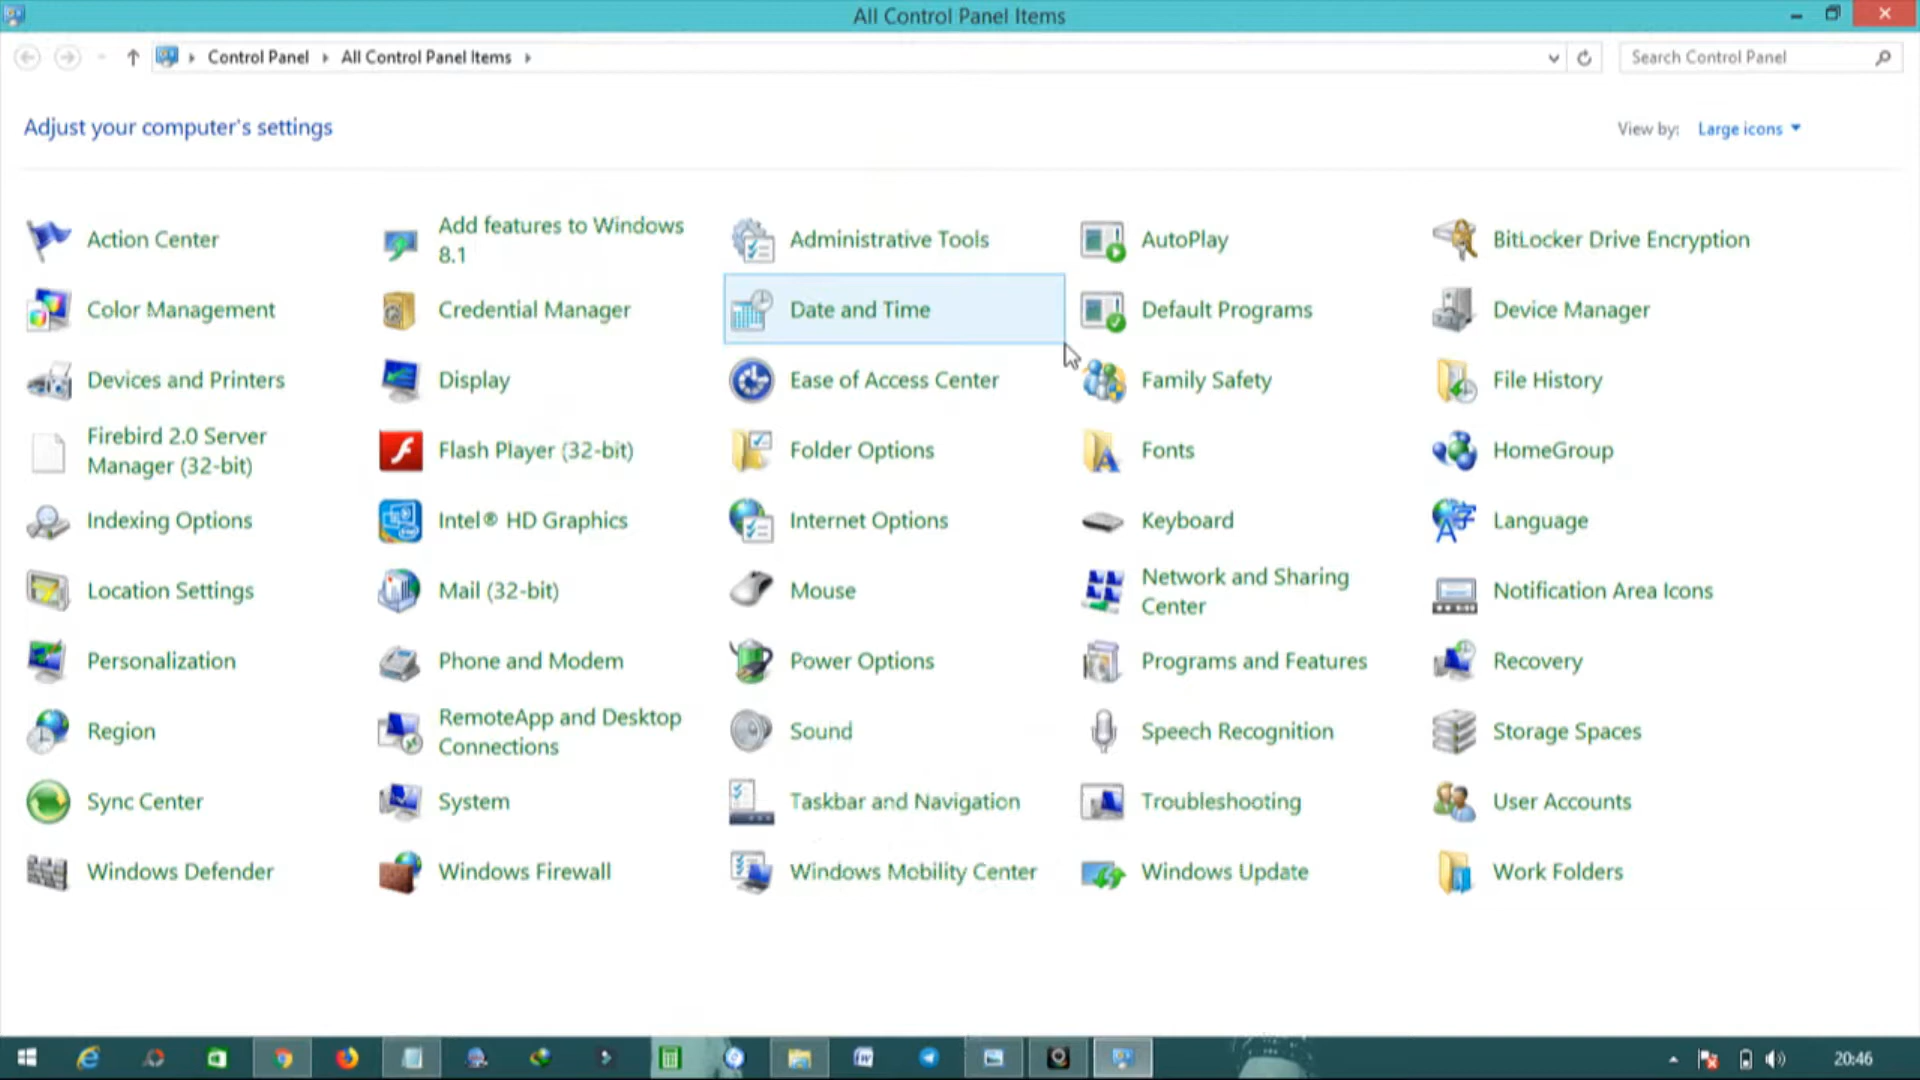 All Control Panel Items
Control Panel
All Control Panel Items
Search Control Panel
Adjust your computer's settings
View by:
Large icons
Action Center
Add features to Windows
8.1
Administrative Tools
AutoPlay
BitLocker Drive Encryption
Color Management
Credential Manager
Date and Time
Default Programs
Device Manager
Devices and Printers
Display
Ease of Access Center
Family Safety
File History
Firebird 2.0 Server
Manager (32-bit)
Flash Player (32-bit)
Folder Options
Fonts
HomeGroup
Indexing Options
Intel® HD Graphics
Internet Options
Keyboard
Language
Location Settings
Mail (32-bit)
Mouse
Network and Sharing
Center
Notification Area Icons
Personalization
Phone and Modem
Power Options
Programs and Features
Recovery
Region
RemoteApp and Desktop
Connections
Sound
Speech Recognition
Storage Spaces
Sync Center
System
Taskbar and Navigation
Troubleshooting
User Accounts
Windows Defender
Windows Firewall
Windows Mobility Center
Windows Update
Work Folders
20:46